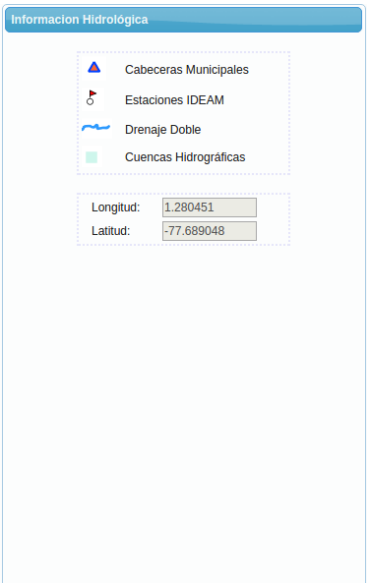 Informacion Hidrológica
Cabeceras Municipales
Estaciones IDEAM
Drenaje Doble
Cuencas Hidrográficas
Longitud: 1.280451
Latitud: -77.689048